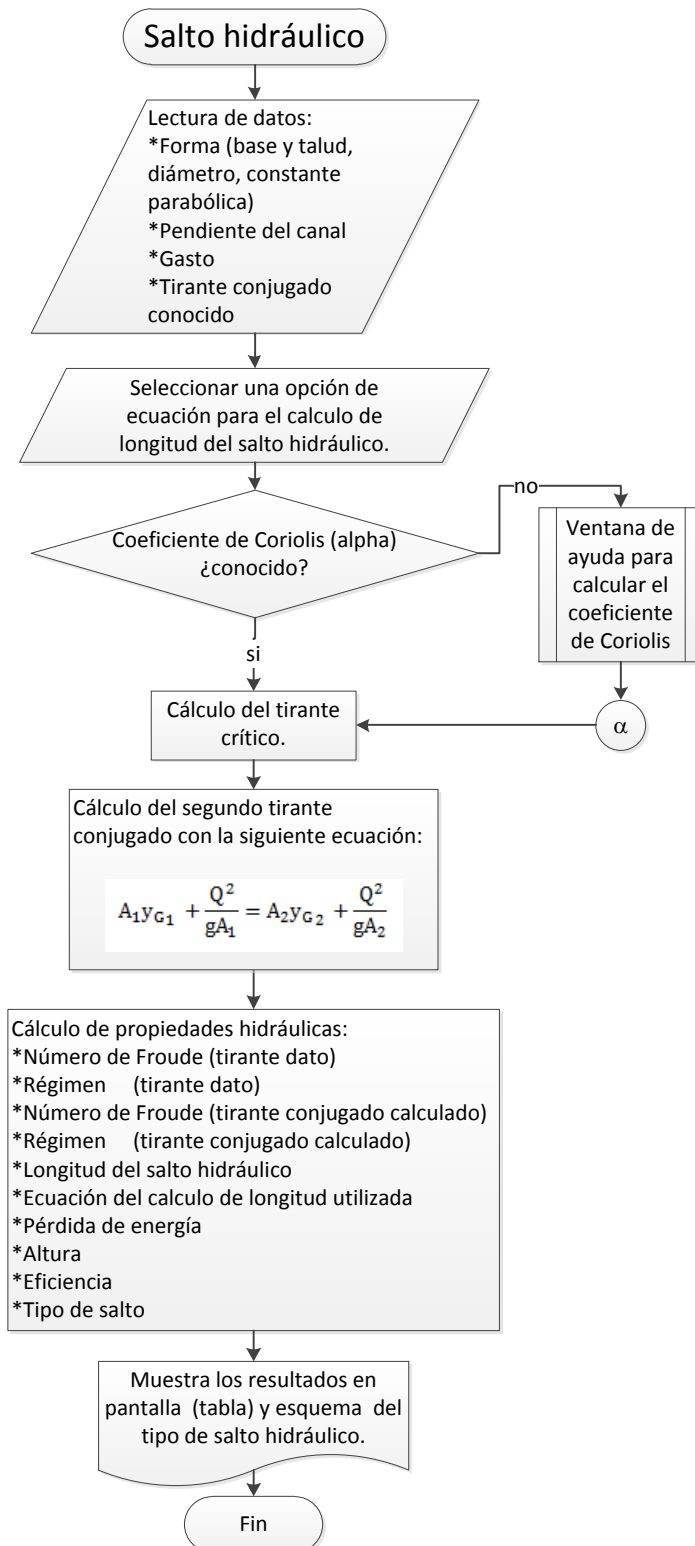 Salto hidráulico
Lectura de datos:
*Forma (base y talud,
diámetro, constante
parabólica)
*Pendiente del canal
*Gasto
*Tirante conjugado
conocido
Seleccionar una opción de
ecuación para el calculo de
longitud del salto hidráulico.
Coeficiente de Coriolis (alpha)
¿conocido?
no
Ventana de
ayuda para
calcular el
coeficiente
de Coriolis
si
α
Cálculo del tirante
crítico.
Cálculo del segundo tirante
conjugado con la siguiente ecuación:
A₁y_G₁ + Q²/gA₁ = A₂y_G₂ + Q²/gA₂
Cálculo de propiedades hidráulicas:
*Número de Froude (tirante dato)
*Régimen (tirante dato)
*Número de Froude (tirante conjugado calculado)
*Régimen (tirante conjugado calculado)
*Longitud del salto hidráulico
*Ecuación del calculo de longitud utilizada
*Pérdida de energía
*Altura
*Eficiencia
*Tipo de salto
Muestra los resultados en
pantalla (tabla) y esquema del
tipo de salto hidráulico.
Fin